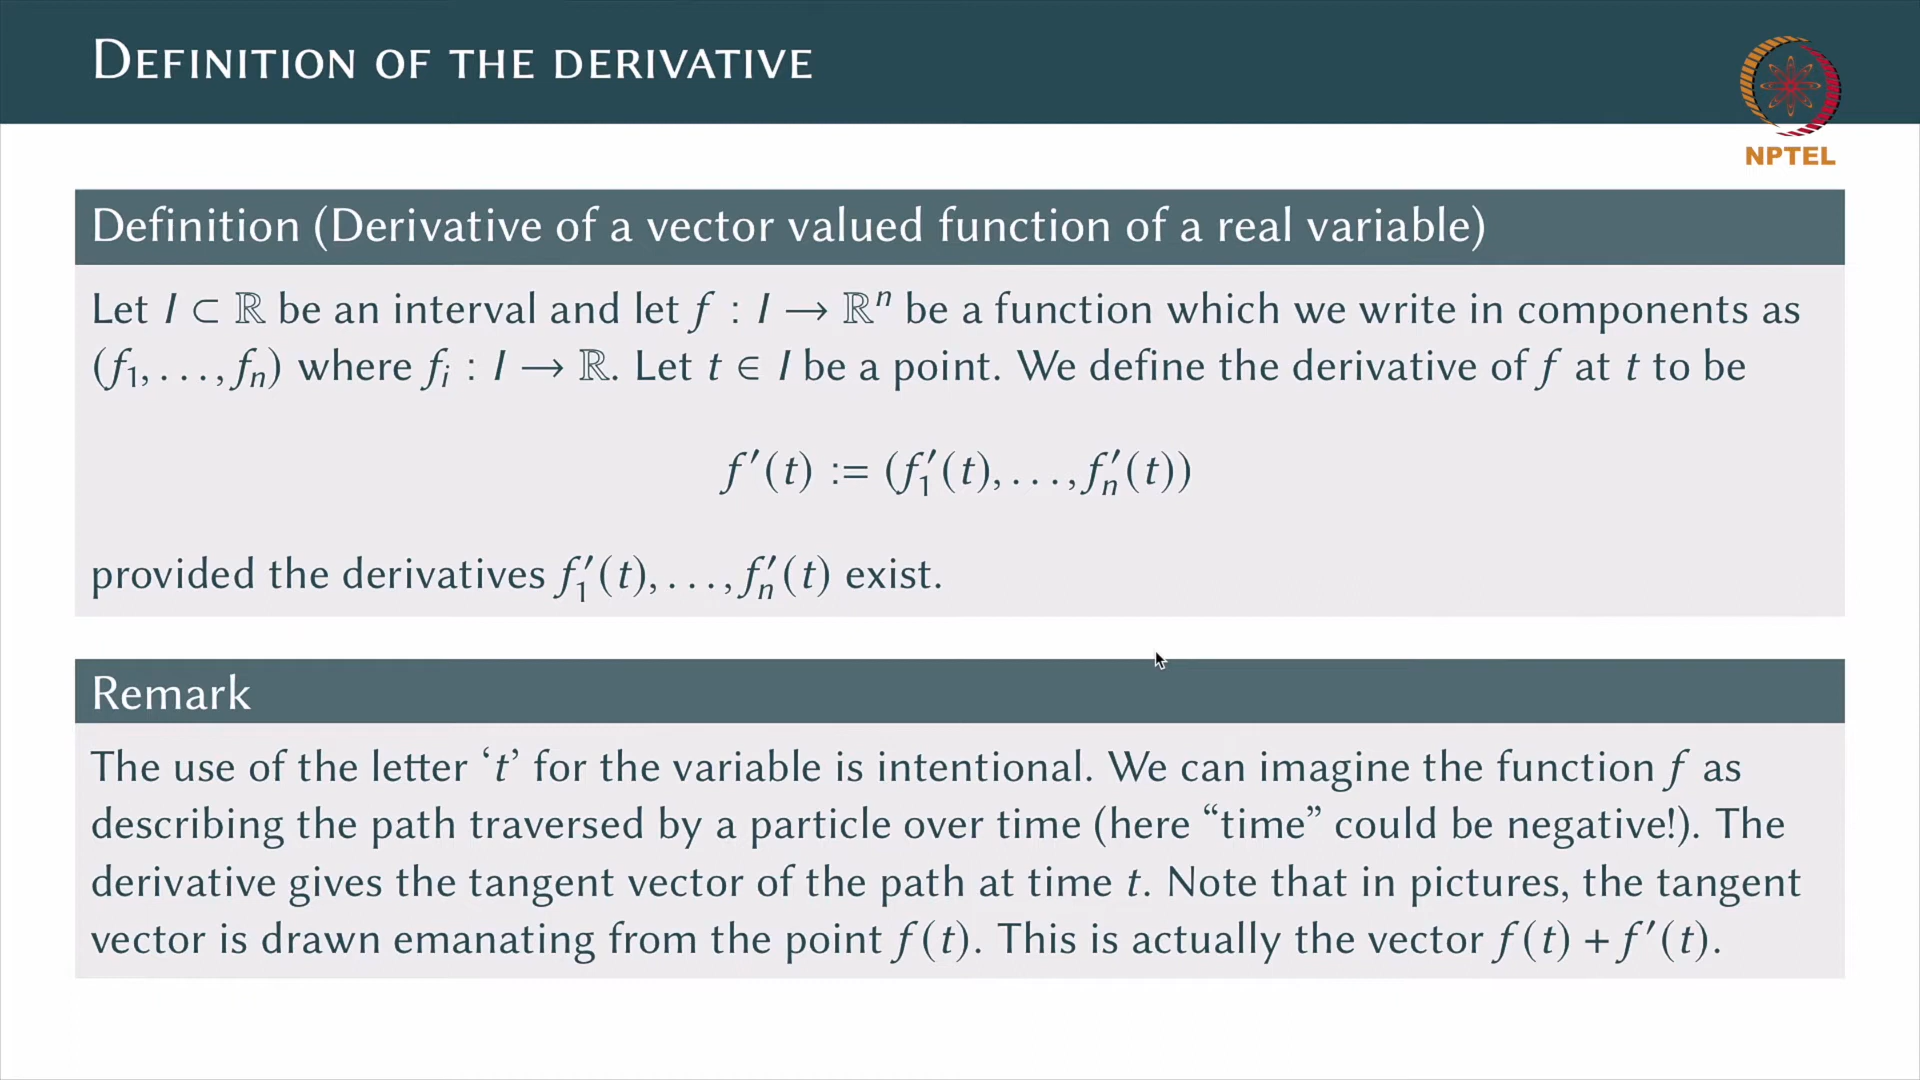 DEFINITION OF THE DERIVATIVE
NPTEL
Definition (Derivative of a vector valued function of a real variable)
Let I ⊂ ℝ be an interval and let f : I → ℝⁿ be a function which we write in components as
(f₁, . . . , fₙ) where fᵢ : I → ℝ. Let t ∈ I be a point. We define the derivative of f at t to be
f′(t) := (f₁′(t), . . . , fₙ′(t))
provided the derivatives f₁′(t), . . . , fₙ′(t) exist.
Remark
The use of the letter ‘t’ for the variable is intentional. We can imagine the function f as
describing the path traversed by a particle over time (here “time” could be negative!). The
derivative gives the tangent vector of the path at time t. Note that in pictures, the tangent
vector is drawn emanating from the point f(t). This is actually the vector f(t) + f′(t).